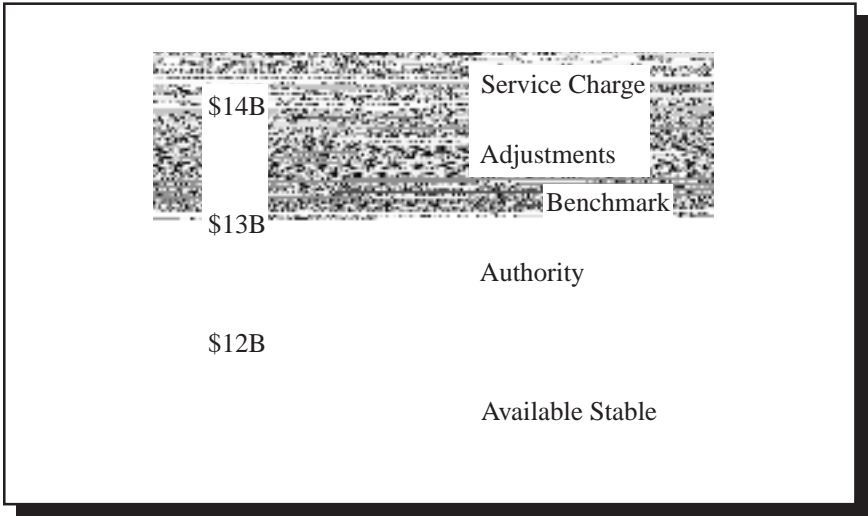 Service Charge
$14B
Adjustments
Benchmark
$13B
Authority
$12B
Available Stable